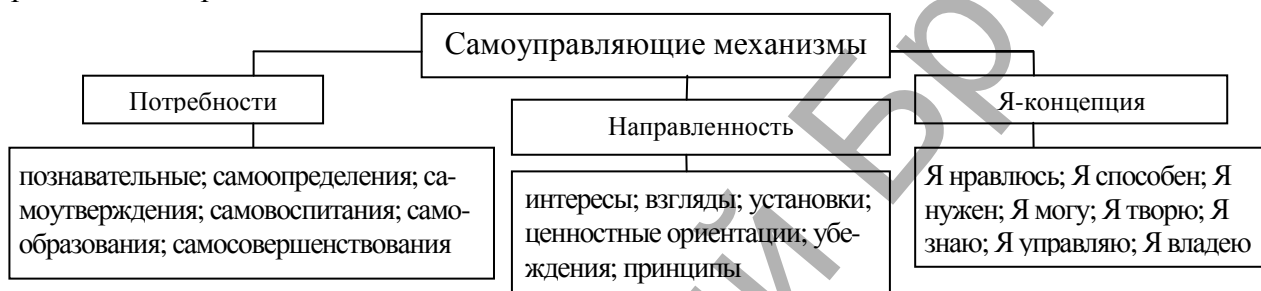 Самоуправляющие механизмы
Потребности
познавательные; самоопределения; са-
моутверждения; самовоспитания; само-
образования; самосовершенствования
Направленность
интересы; взгляды; установки;
ценностные ориентации; убе-
ждения; принципы
Я-концепция
Я нравлюсь; Я способен; Я
нужен; Я могу; Я творю; Я
знаю; Я управляю; Я владею